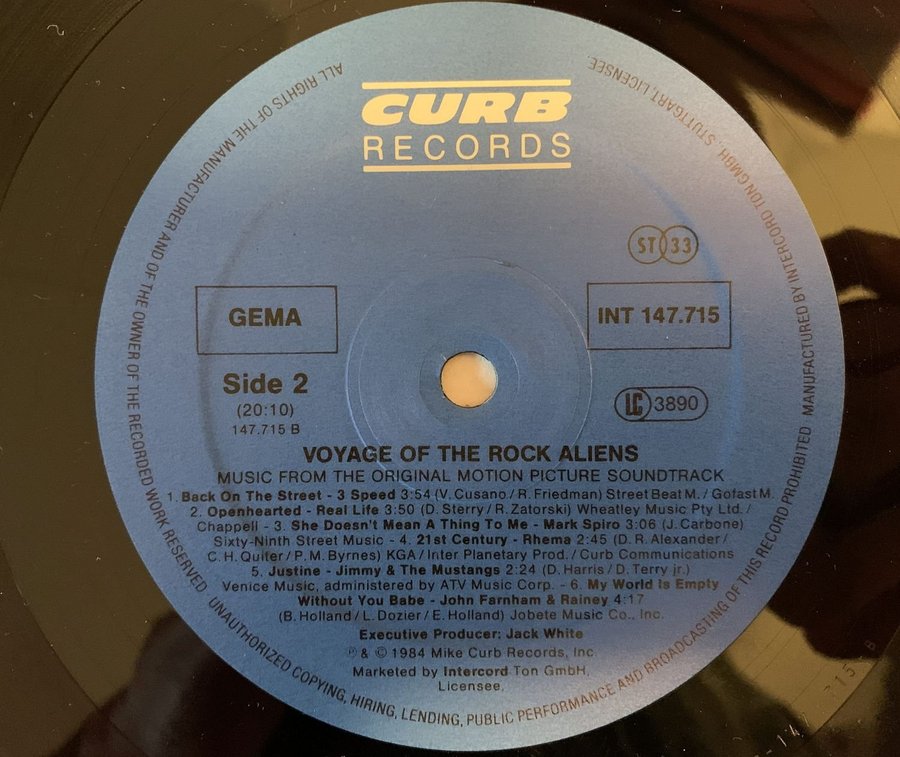 CURB
RECORDS
ST 33
GEMA
INT 147.715
Side 2
(20:10)
147.715 B
LC 3890
VOYAGE OF THE ROCK ALIENS
MUSIC FROM THE ORIGINAL MOTION PICTURE SOUNDTRACK
1. Back On The Street - 3 Speed 3:54 (V. Cusano / R. Friedman) Street Beat M. / Gofast M.
2. Openhearted - Real Life 3:50 (D. Sterry / R. Zatorski) Wheatley Music Pty Ltd. /
Chappell - 3. She Doesn't Mean A Thing To Me - Mark Spiro 3:06 (J. Carbone)
Sixty-Ninth Street Music - 4. 21st Century - Rhema 2:45 (D. R. Alexander /
C. H. Quiter / P. M. Byrnes) KGA / Inter Planetary Prod. / Curb Communications
5. Justine - Jimmy & The Mustangs 2:24 (D. Harris / D. Terry jr.)
Venice Music, administered by ATV Music Corp. - 6. My World Is Empty
Without You Babe - John Farnham & Rainey 4:17
(B. Holland / L. Dozier / E. Holland) Jobete Music Co., Inc.
Executive Producer: Jack White
℗ & © 1984 Mike Curb Records, Inc.
Marketed by Intercord Ton GmbH,
Licensee.
ALL RIGHTS OF THE MANUFACTURER AND OF THE OWNER OF THE RECORDED WORK RESERVED · UNAUTHORIZED COPYING, HIRING, LENDING, PUBLIC PERFORMANCE AND BROADCASTING OF THIS RECORD PROHIBITED · MANUFACTURED BY INTERCORD TON GMBH · STUTTGART, LICENSEE.